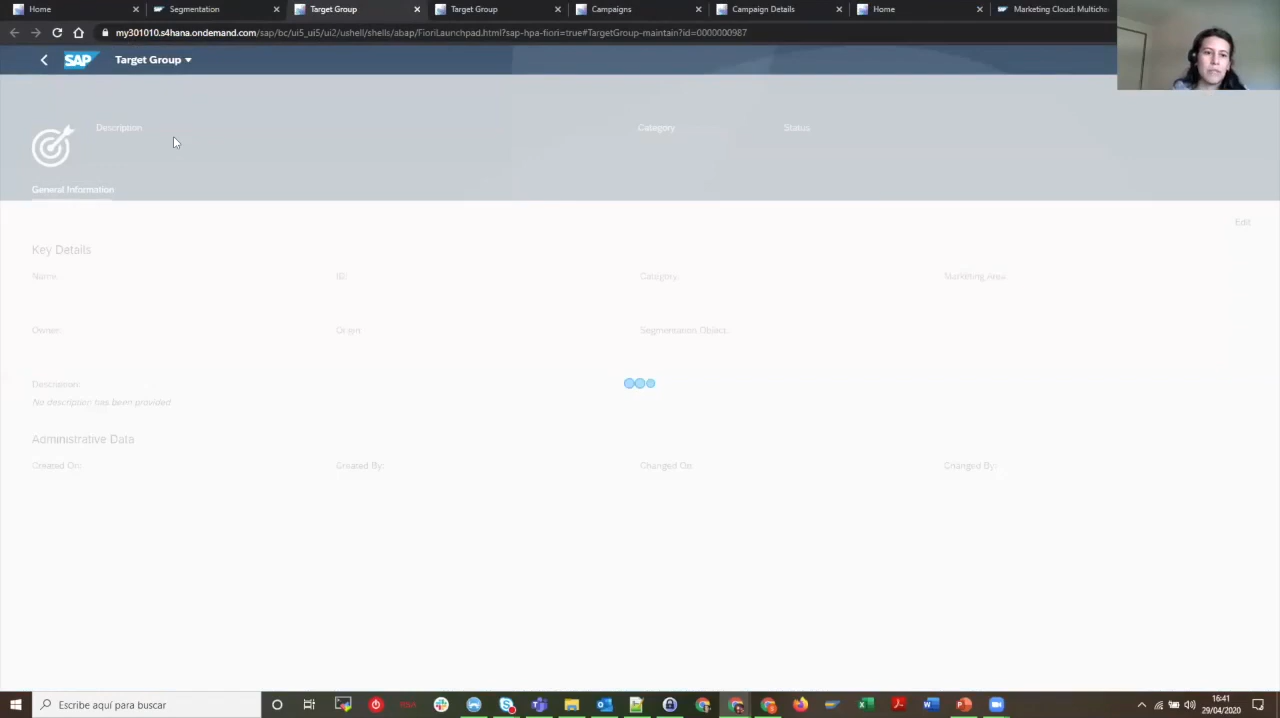 Home
Segmentation
Target Group
Target Group
Campaigns
Campaign Details
Home
Marketing Cloud: Multicha
my301010.s4hana.ondemand.com/sap/bc/ui5_ui5/ui2/ushell/shells/abap/FioriLaunchpad.html?sap-hpa-fiori=true#TargetGroup-maintain?id=0000000987
SAP
Target Group
Description
Category
Status
General Information
Edit
Key Details
Name:
ID:
Category:
Marketing Area:
Owner:
Origin:
Segmentation Object:
Description:
No description has been provided
Administrative Data
Created On:
Created By:
Changed On:
Changed By:
Escribe aquí para buscar
16:41
29/04/2020